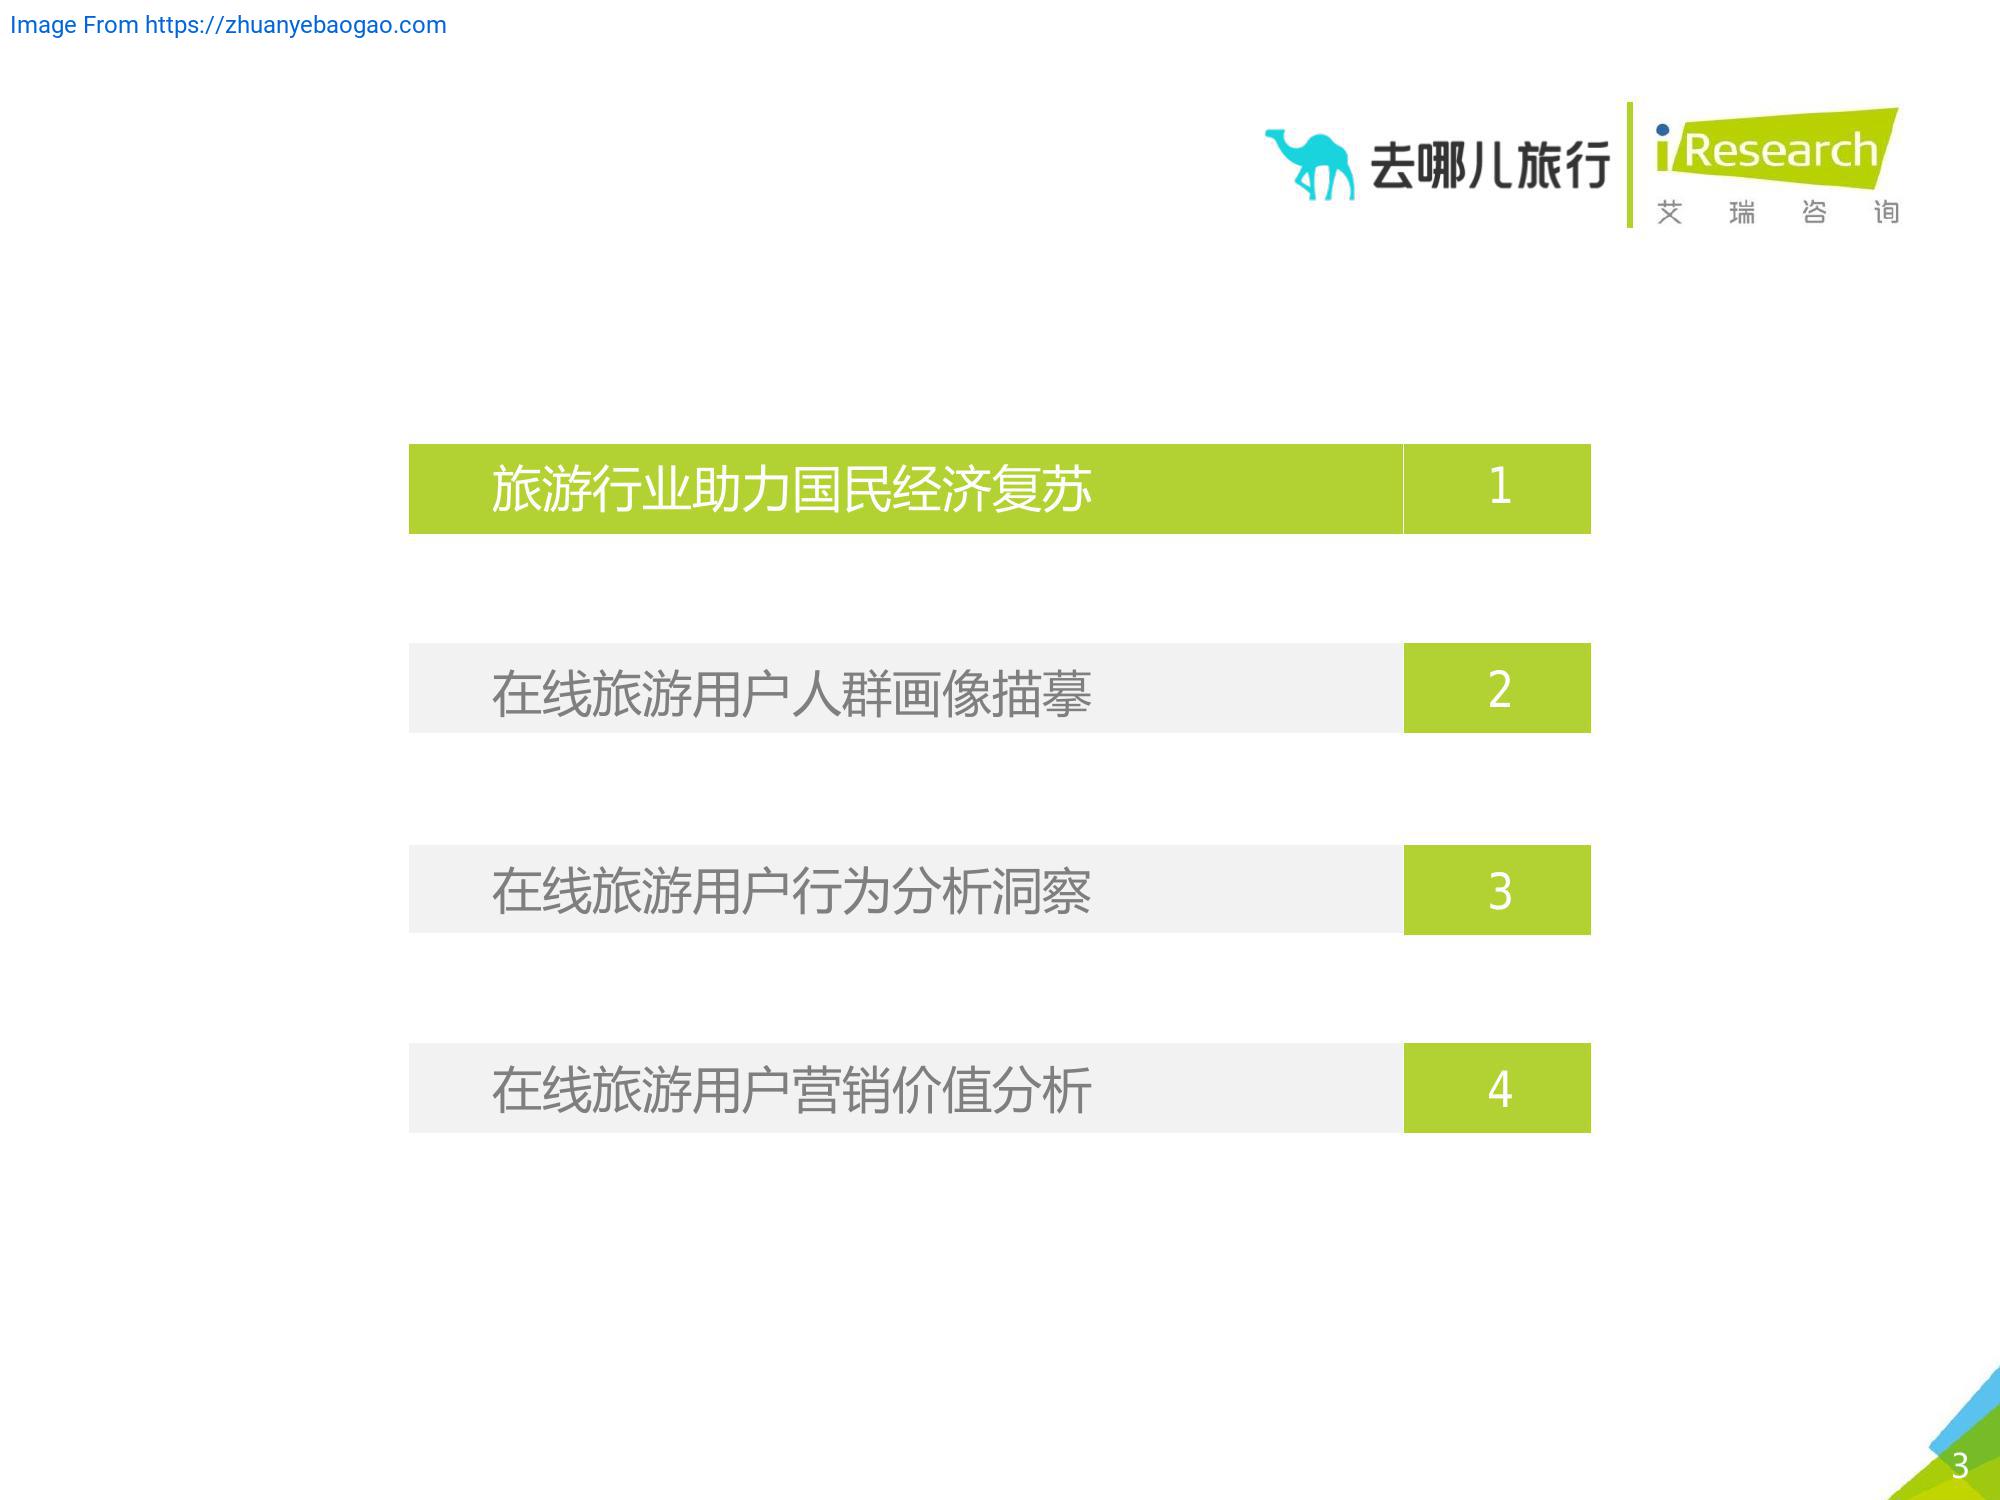 Image From https://zhuanyebaogao.com
去哪儿旅行
iResearch
艾瑞咨询
旅游行业助力国民经济复苏 1
在线旅游用户人群画像描摹 2
在线旅游用户行为分析洞察 3
在线旅游用户营销价值分析 4
3